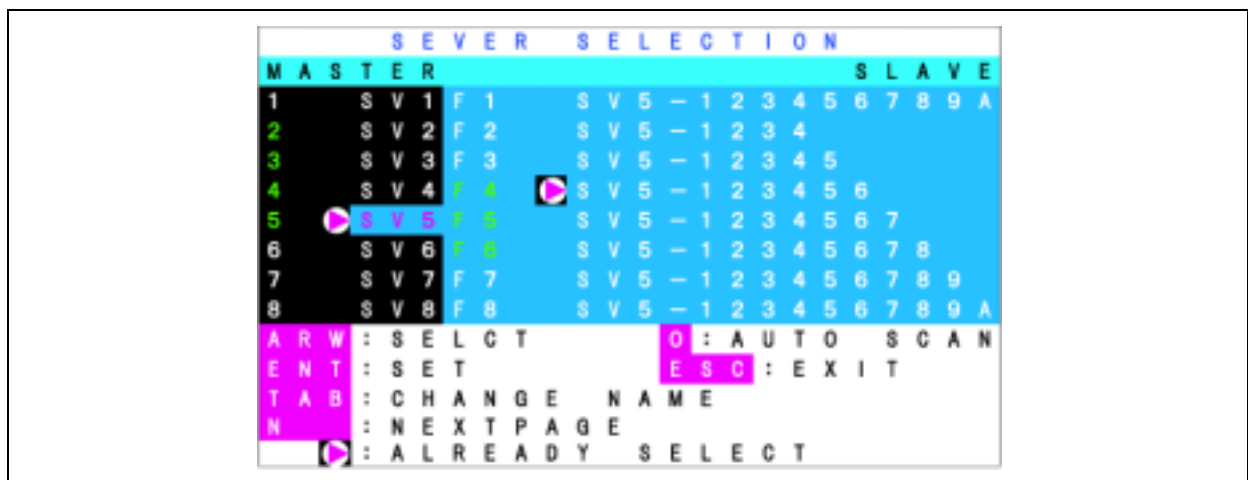 SEVER SELECTION
MASTER SLAVE
1 SV1 F1 SV5-123456789A
2 SV2 F2 SV5-1234
3 SV3 F3 SV5-12345
4 SV4 F4 SV5-123456
5 SV5 F5 SV5-1234567
6 SV6 F6 SV5-12345678
7 SV7 F7 SV5-123456789
8 SV8 F8 SV5-123456789A
ARW:SELCT O:AUTO SCAN
ENT:SET ESC:EXIT
TAB:CHANGE NAME
N :NEXTPAGE
:ALREADY SELECT